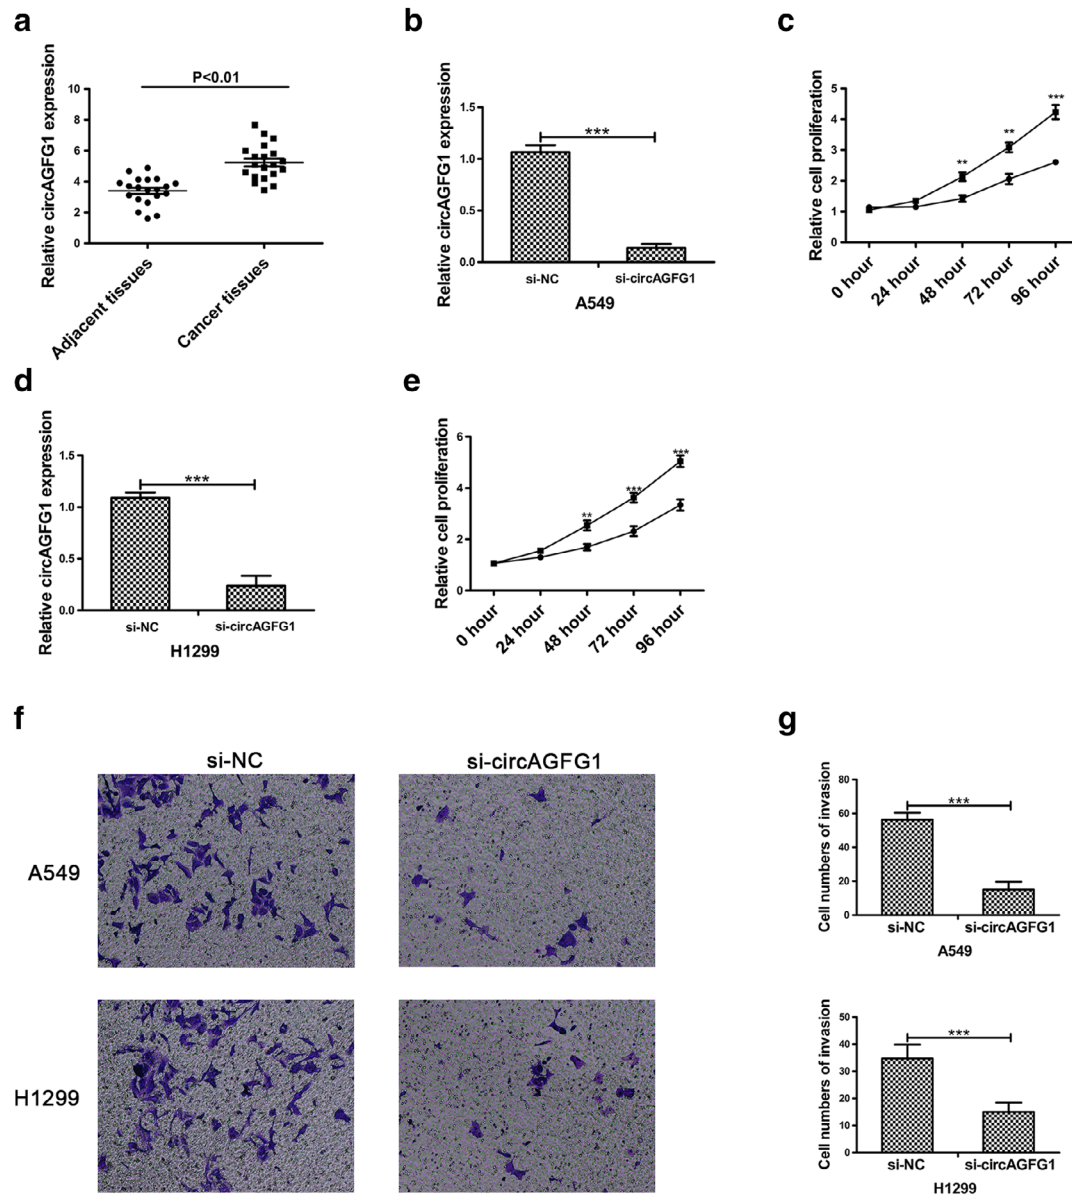 a
Relative circAGFG1 expression
10
8
6
4
2
0
P<0.01
Adjacent tissues
Cancer tissues
b
Relative circAGFG1 expression
1.5
1.0
0.5
0.0
***
si-NC
si-circAGFG1
A549
c
Relative cell proliferation
5
4
3
2
1
0
**
**
***
0 hour
24 hour
48 hour
72 hour
96 hour
d
Relative circAGFG1 expression
1.5
1.0
0.5
0.0
***
si-NC
si-circAGFG1
H1299
e
Relative cell proliferation
6
4
2
0
**
***
***
0 hour
24 hour
48 hour
72 hour
96 hour
f
si-NC
si-circAGFG1
A549
H1299
g
Cell numbers of invasion
80
60
40
20
0
***
si-NC
si-circAGFG1
A549
Cell numbers of invasion
50
40
30
20
10
0
***
si-NC
si-circAGFG1
H1299